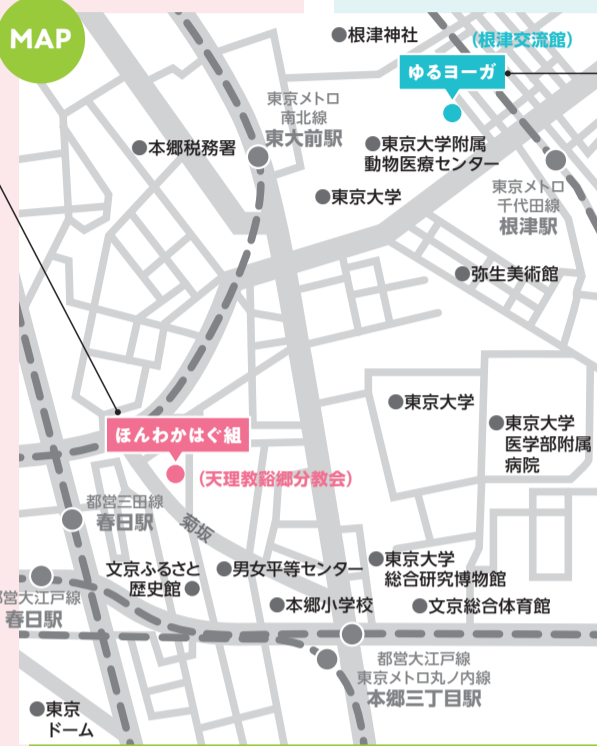 MAP
根津神社
(根津交流館)
ゆるヨーガ
東京メトロ
南北線
東大前駅
本郷税務署
東京大学附属
動物医療センター
東京大学
東京メトロ
千代田線
根津駅
弥生美術館
東京大学
東京大学
医学部附属
病院
ほんわかはぐ組
(天理教谿郷分教会)
都営三田線
春日駅
菊坂
文京ふるさと
歴史館
男女平等センター
東京大学
総合研究博物館
都営大江戸線
春日駅
本郷小学校
文京総合体育館
都営大江戸線
東京メトロ丸ノ内線
本郷三丁目駅
東京
ドーム